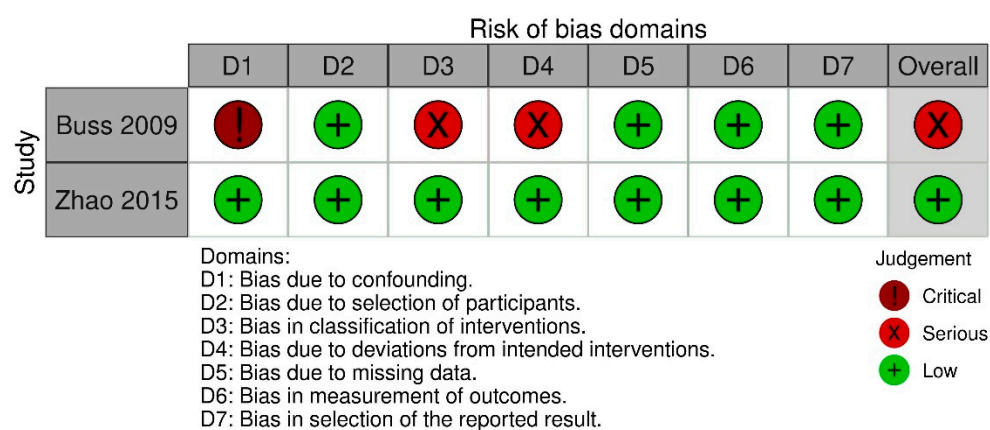 Risk of bias domains
D1 D2 D3 D4 D5 D6 D7 Overall
Study
Buss 2009 ! + X X + + + X
Zhao 2015 + + + + + + + +
Domains:
D1: Bias due to confounding.
D2: Bias due to selection of participants.
D3: Bias in classification of interventions.
D4: Bias due to deviations from intended interventions.
D5: Bias due to missing data.
D6: Bias in measurement of outcomes.
D7: Bias in selection of the reported result.
Judgement
! Critical
X Serious
+ Low